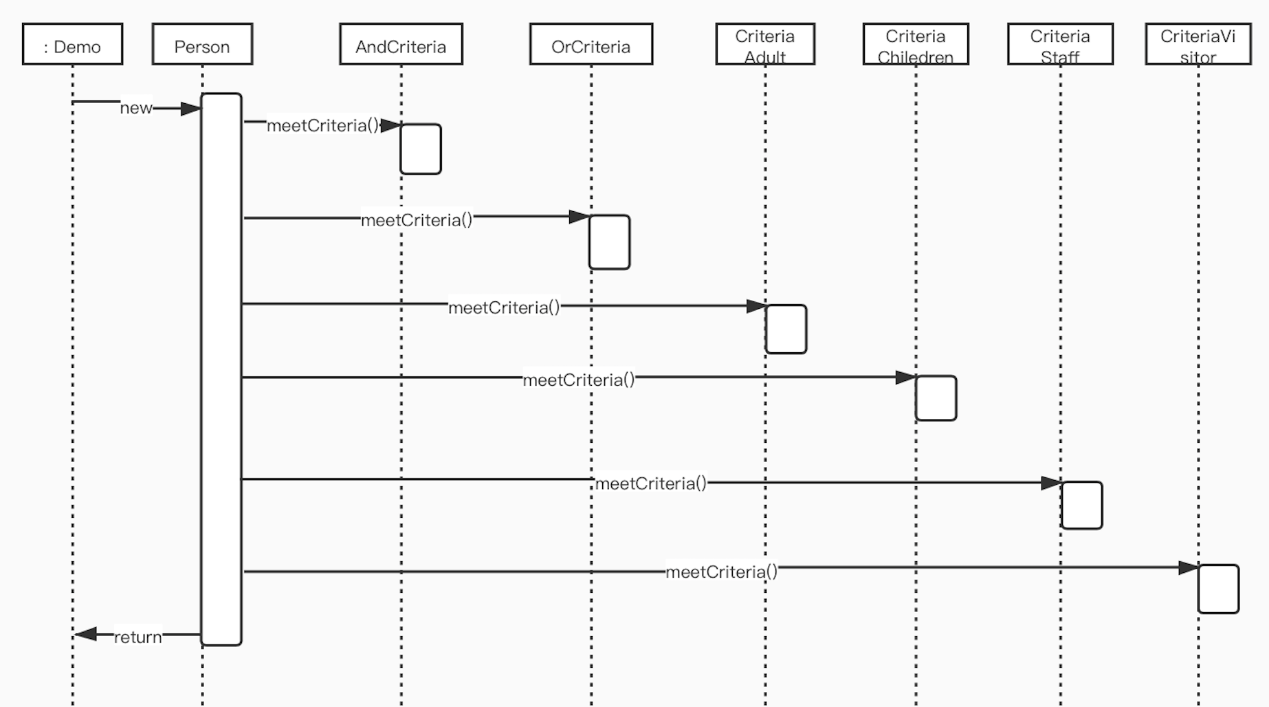 : Demo
Person
AndCriteria
OrCriteria
Criteria
Adult
Criteria
Chiledren
Criteria
Staff
CriteriaVi
sitor
new
meetCriteria()
meetCriteria()
meetCriteria()
meetCriteria()
meetCriteria()
meetCriteria()
return